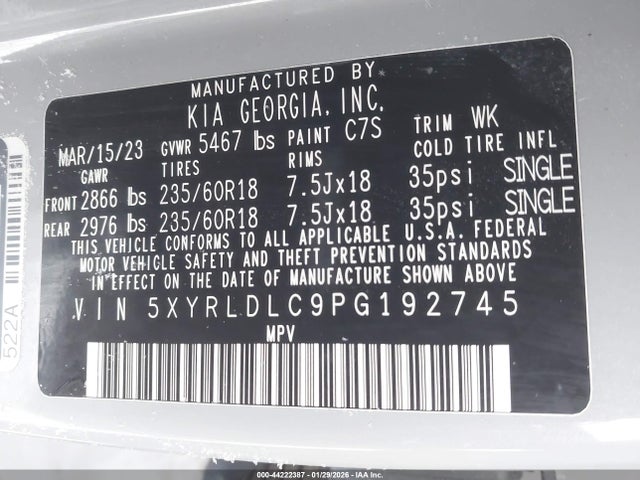 MANUFACTURED BY
KIA GEORGIA, INC.
MAR/15/23 GVWR 5467 lbs PAINT C7S TRIM WK
GAWR TIRES RIMS COLD TIRE INFL
FRONT 2866 lbs 235/60R18 7.5Jx18 35psi SINGLE
REAR 2976 lbs 235/60R18 7.5Jx18 35psi SINGLE
THIS VEHICLE CONFORMS TO ALL APPLICABLE U.S.A. FEDERAL
MOTOR VEHICLE SAFETY AND THEFT PREVENTION STANDARDS
IN EFFECT ON THE DATE OF MANUFACTURE SHOWN ABOVE.
VIN 5XYRLDLC9PG192745
MPV
522A
000-44222387 - 01/29/2026 - IAA Inc.